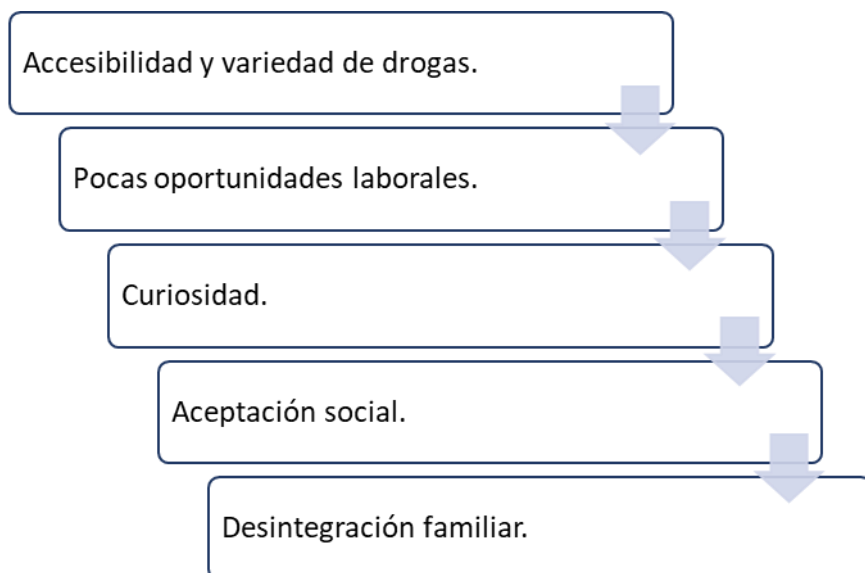 Accesibilidad y variedad de drogas.
Pocas oportunidades laborales.
Curiosidad.
Aceptación social.
Desintegración familiar.